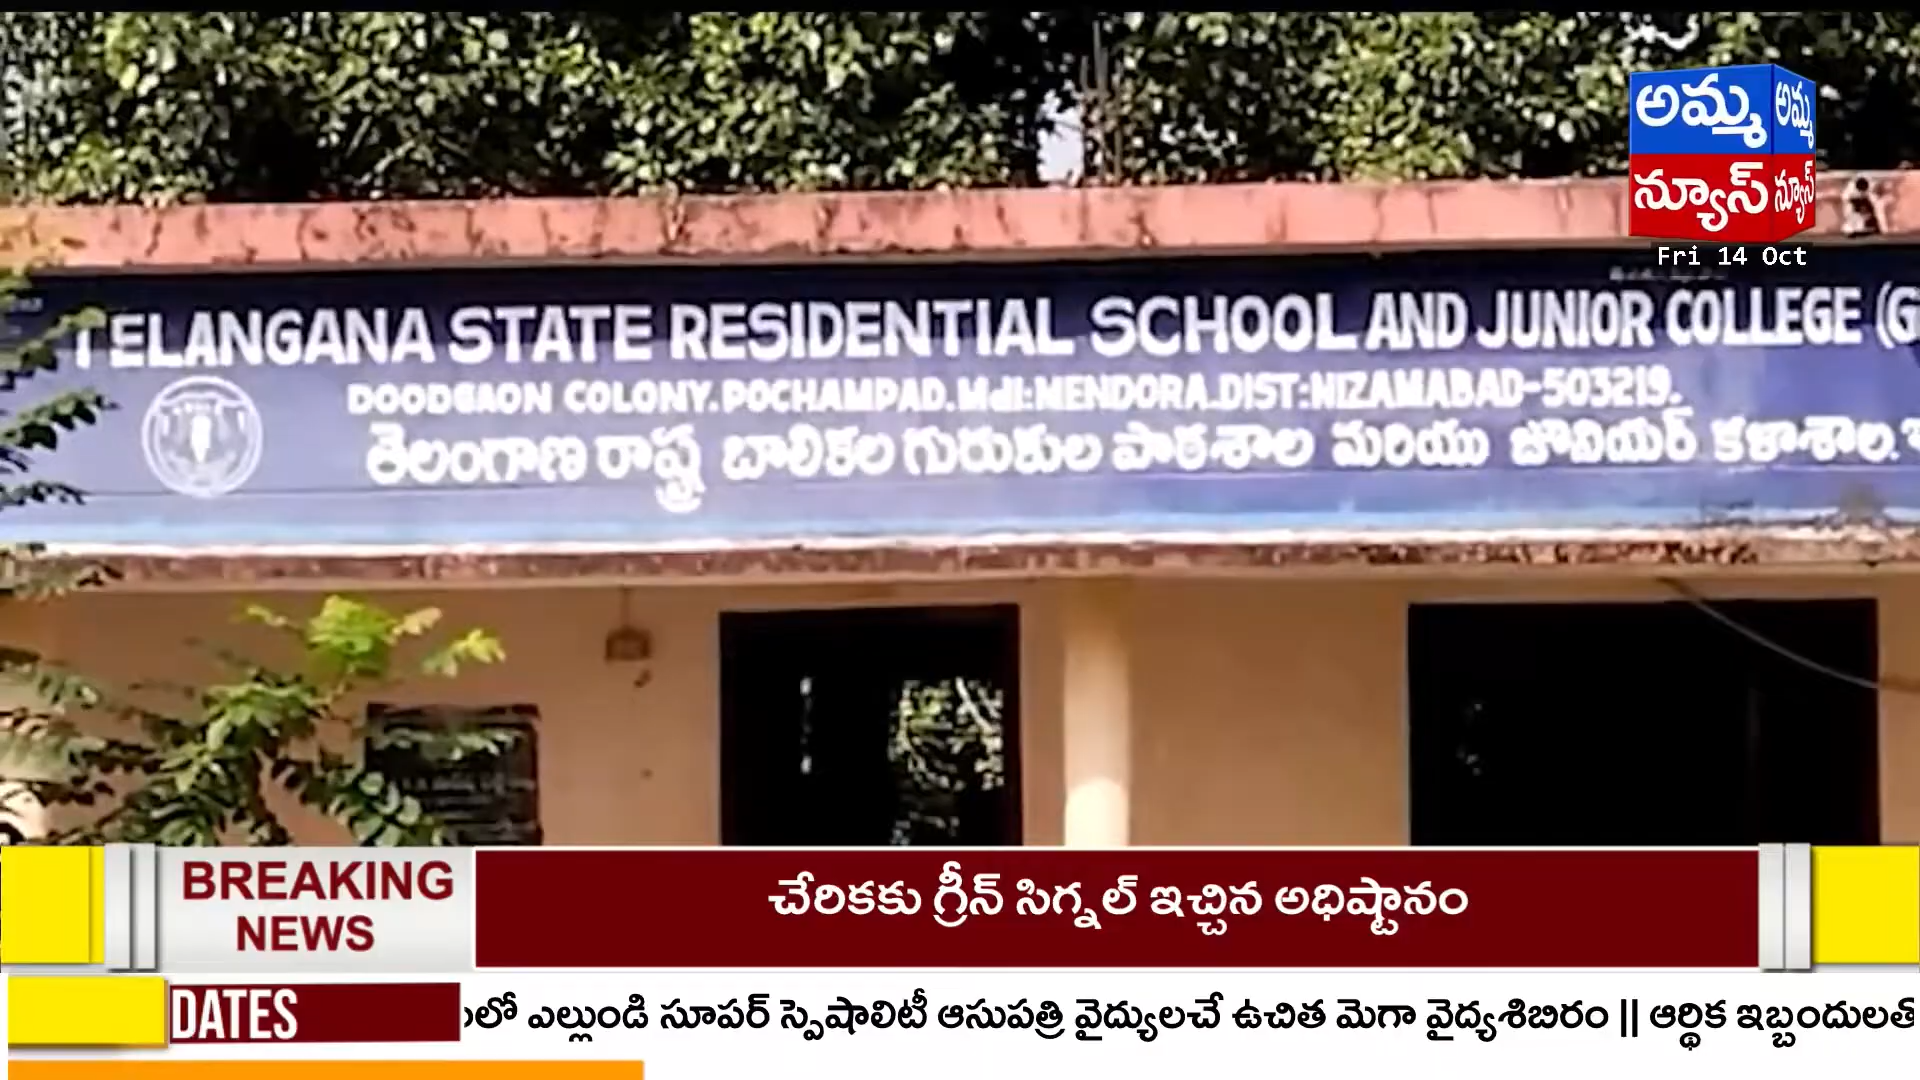 అమ్మ అమ్మ
న్యూస్ న్యూస్
Fri 14 Oct
TELANGANA STATE RESIDENTIAL SCHOOL AND JUNIOR COLLEGE (G
DOODGAON COLONY.POCHAMPAD.Mdl:MENDORA.DIST:NIZAMABAD-503219.
తెలంగాణ రాష్ట్ర బాలికల గురుకుల పాఠశాల మరియు జూనియర్ కళాశాల.
BREAKING
NEWS
చేరికకు గ్రీన్ సిగ్నల్ ఇచ్చిన అధిష్టానం
DATES
లో ఎల్లుండి సూపర్ స్పెషాలిటీ ఆసుపత్రి వైద్యులచే ఉచిత మెగా వైద్యశిబిరం || ఆర్థిక ఇబ్బందులత